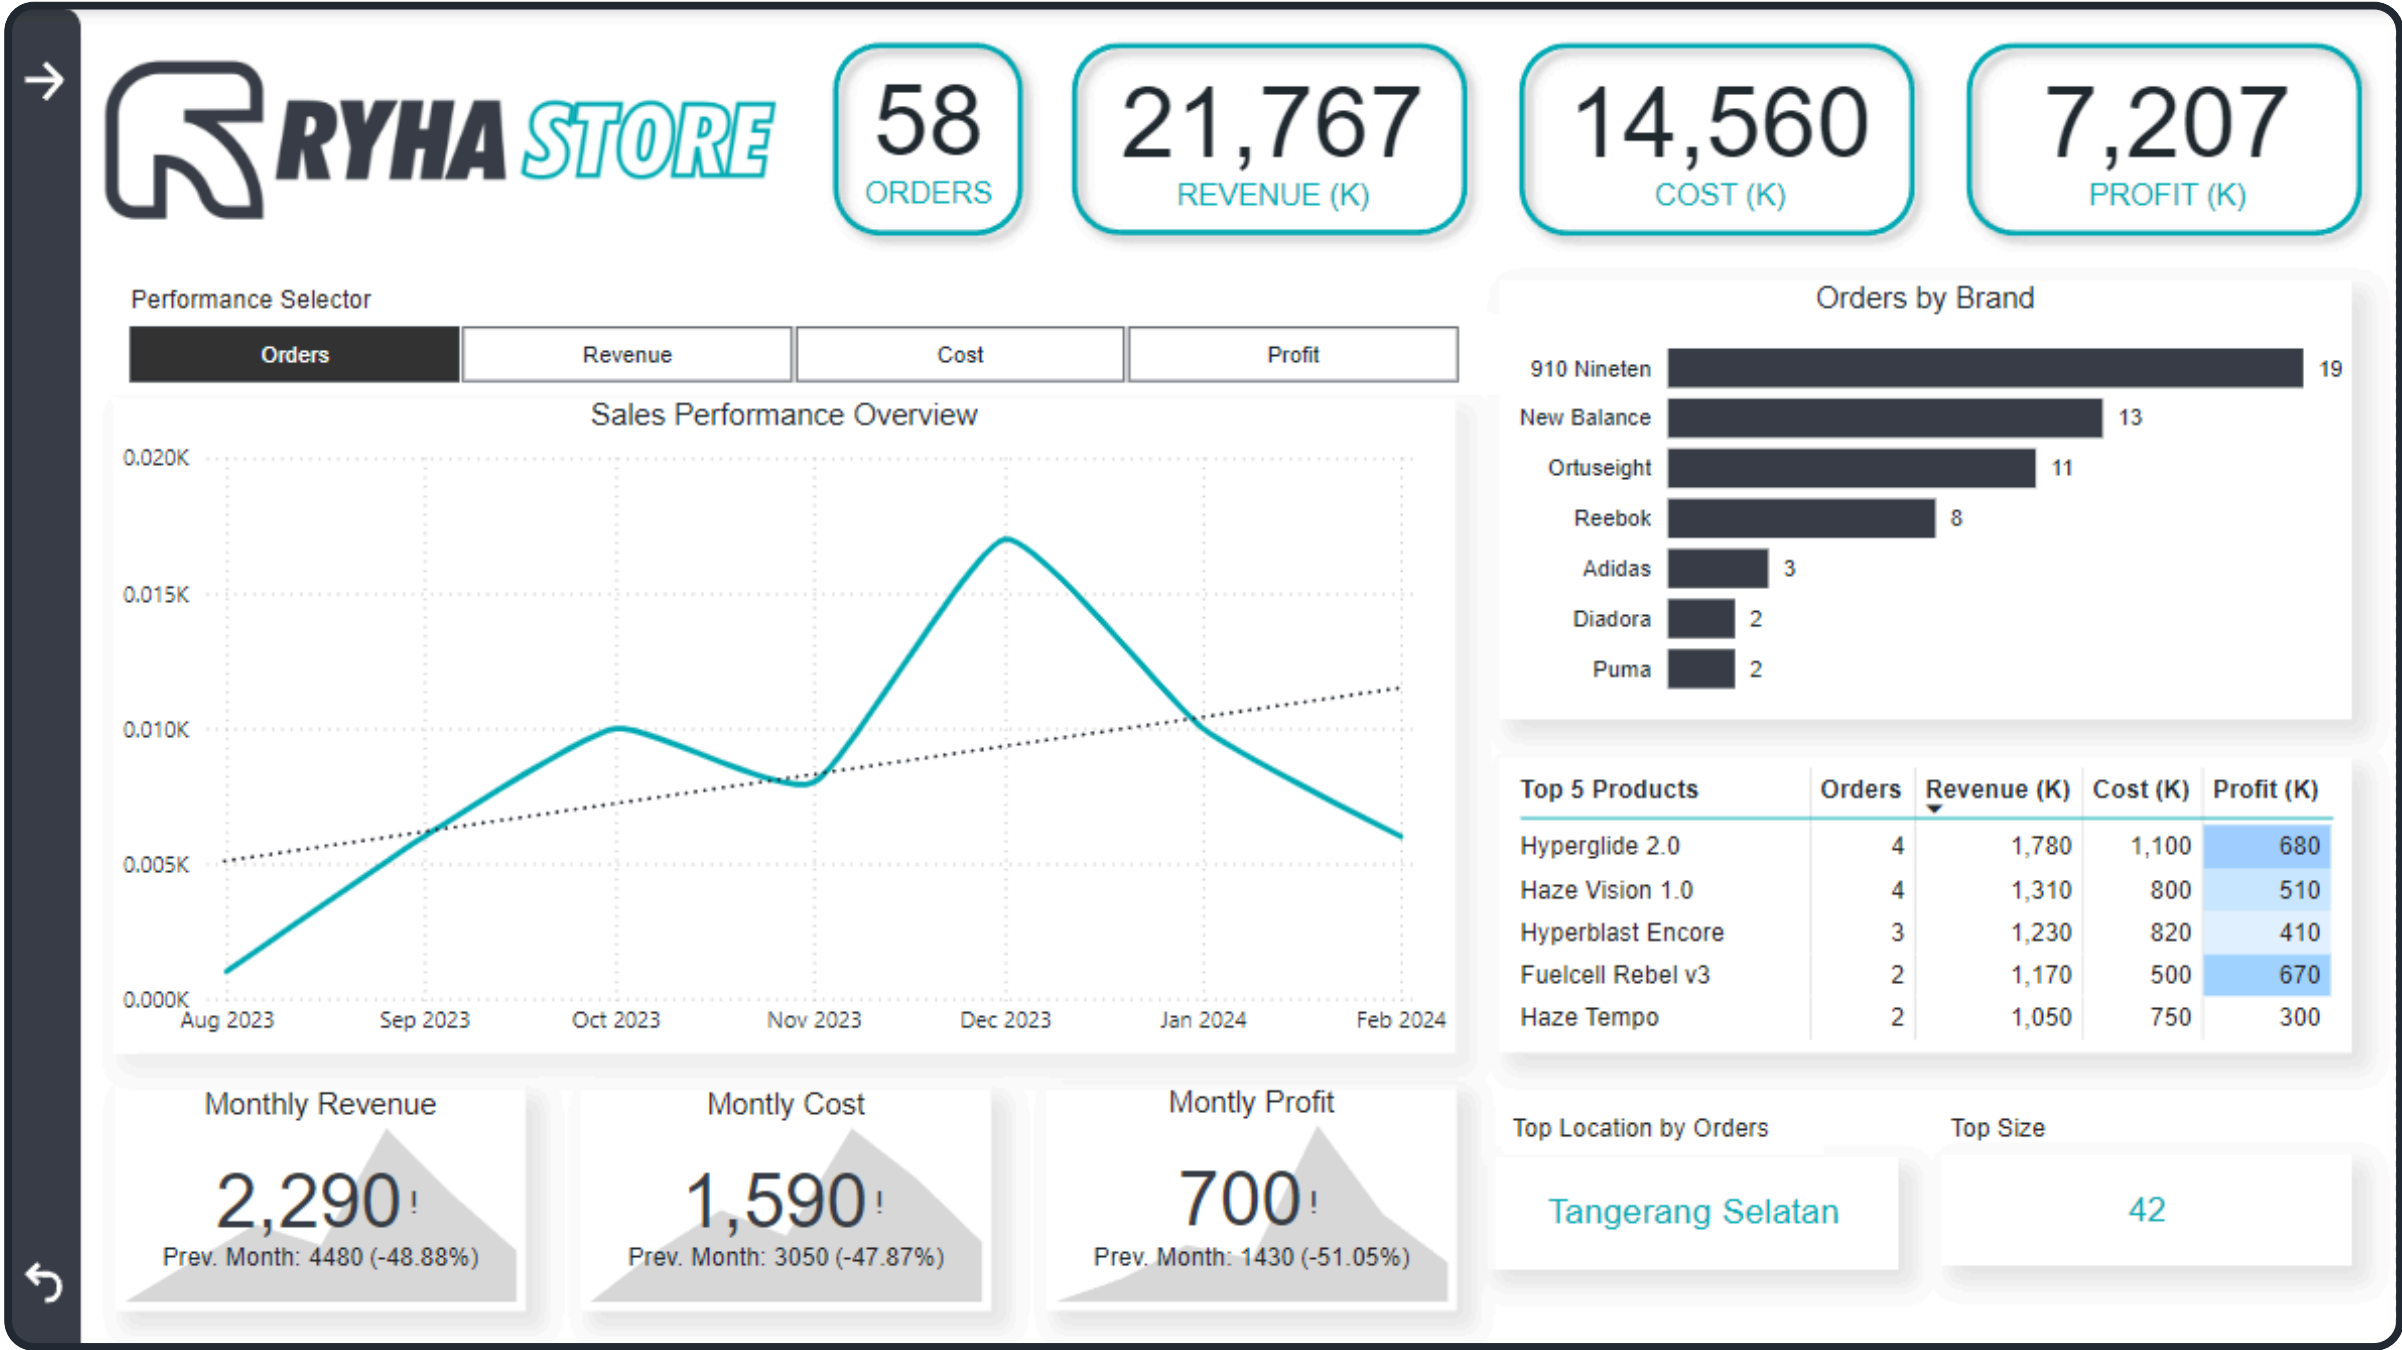 RYHA STORE
58
ORDERS
21,767
REVENUE (K)
14,560
COST (K)
7,207
PROFIT (K)
Performance Selector
Orders Revenue Cost Profit
Sales Performance Overview
0.020K
0.015K
0.010K
0.005K
0.000K
Aug 2023 Sep 2023 Oct 2023 Nov 2023 Dec 2023 Jan 2024 Feb 2024
Orders by Brand
910 Nineten 19
New Balance 13
Ortuseight 11
Reebok 8
Adidas 3
Diadora 2
Puma 2
Top 5 Products Orders Revenue (K) Cost (K) Profit (K)
Hyperglide 2.0 4 1,780 1,100 680
Haze Vision 1.0 4 1,310 800 510
Hyperblast Encore 3 1,230 820 410
Fuelcell Rebel v3 2 1,170 500 670
Haze Tempo 2 1,050 750 300
Monthly Revenue
2,290 !
Prev. Month: 4480 (-48.88%)
Montly Cost
1,590 !
Prev. Month: 3050 (-47.87%)
Montly Profit
700 !
Prev. Month: 1430 (-51.05%)
Top Location by Orders
Tangerang Selatan
Top Size
42